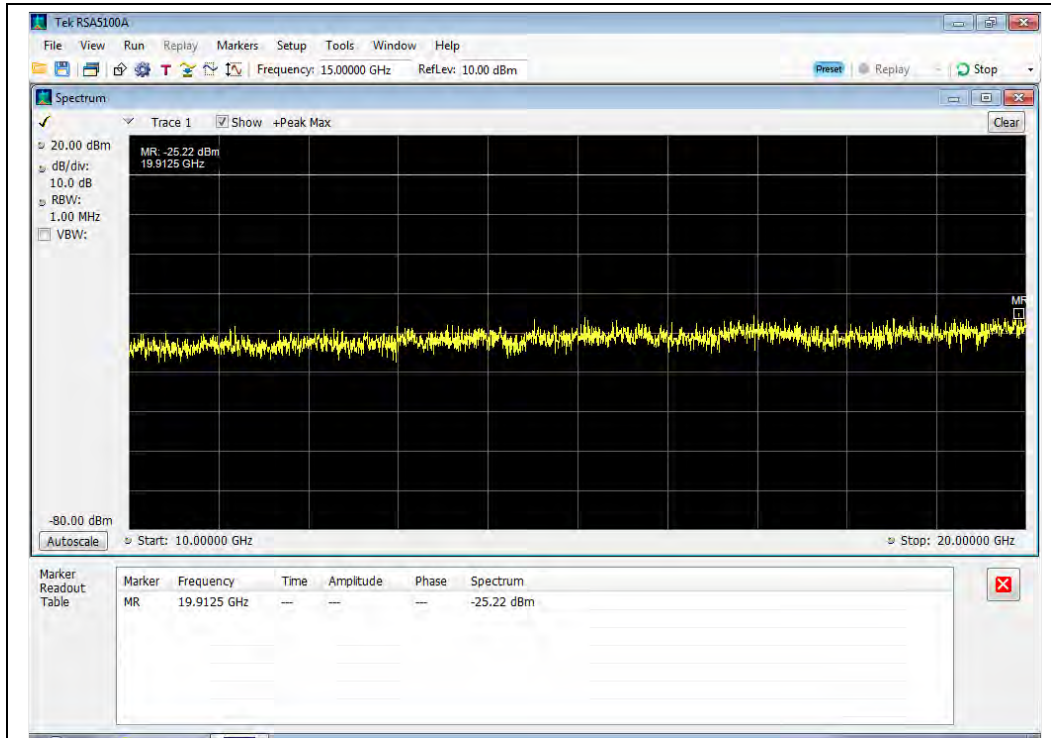 Tek RSA5100A
File View Run Replay Markers Setup Tools Window Help
T Frequency: 15.00000 GHz RefLev: 10.00 dBm Preset Replay Stop
Spectrum
Trace 1 Show +Peak Max Clear
20.00 dBm
MR: -25.22 dBm
19.9125 GHz
dB/div:
10.0 dB
RBW:
1.00 MHz
VBW:
MR
-80.00 dBm
Autoscale Start: 10.00000 GHz Stop: 20.00000 GHz
Marker Readout Table
Marker Frequency Time Amplitude Phase Spectrum
MR 19.9125 GHz --- --- --- -25.22 dBm